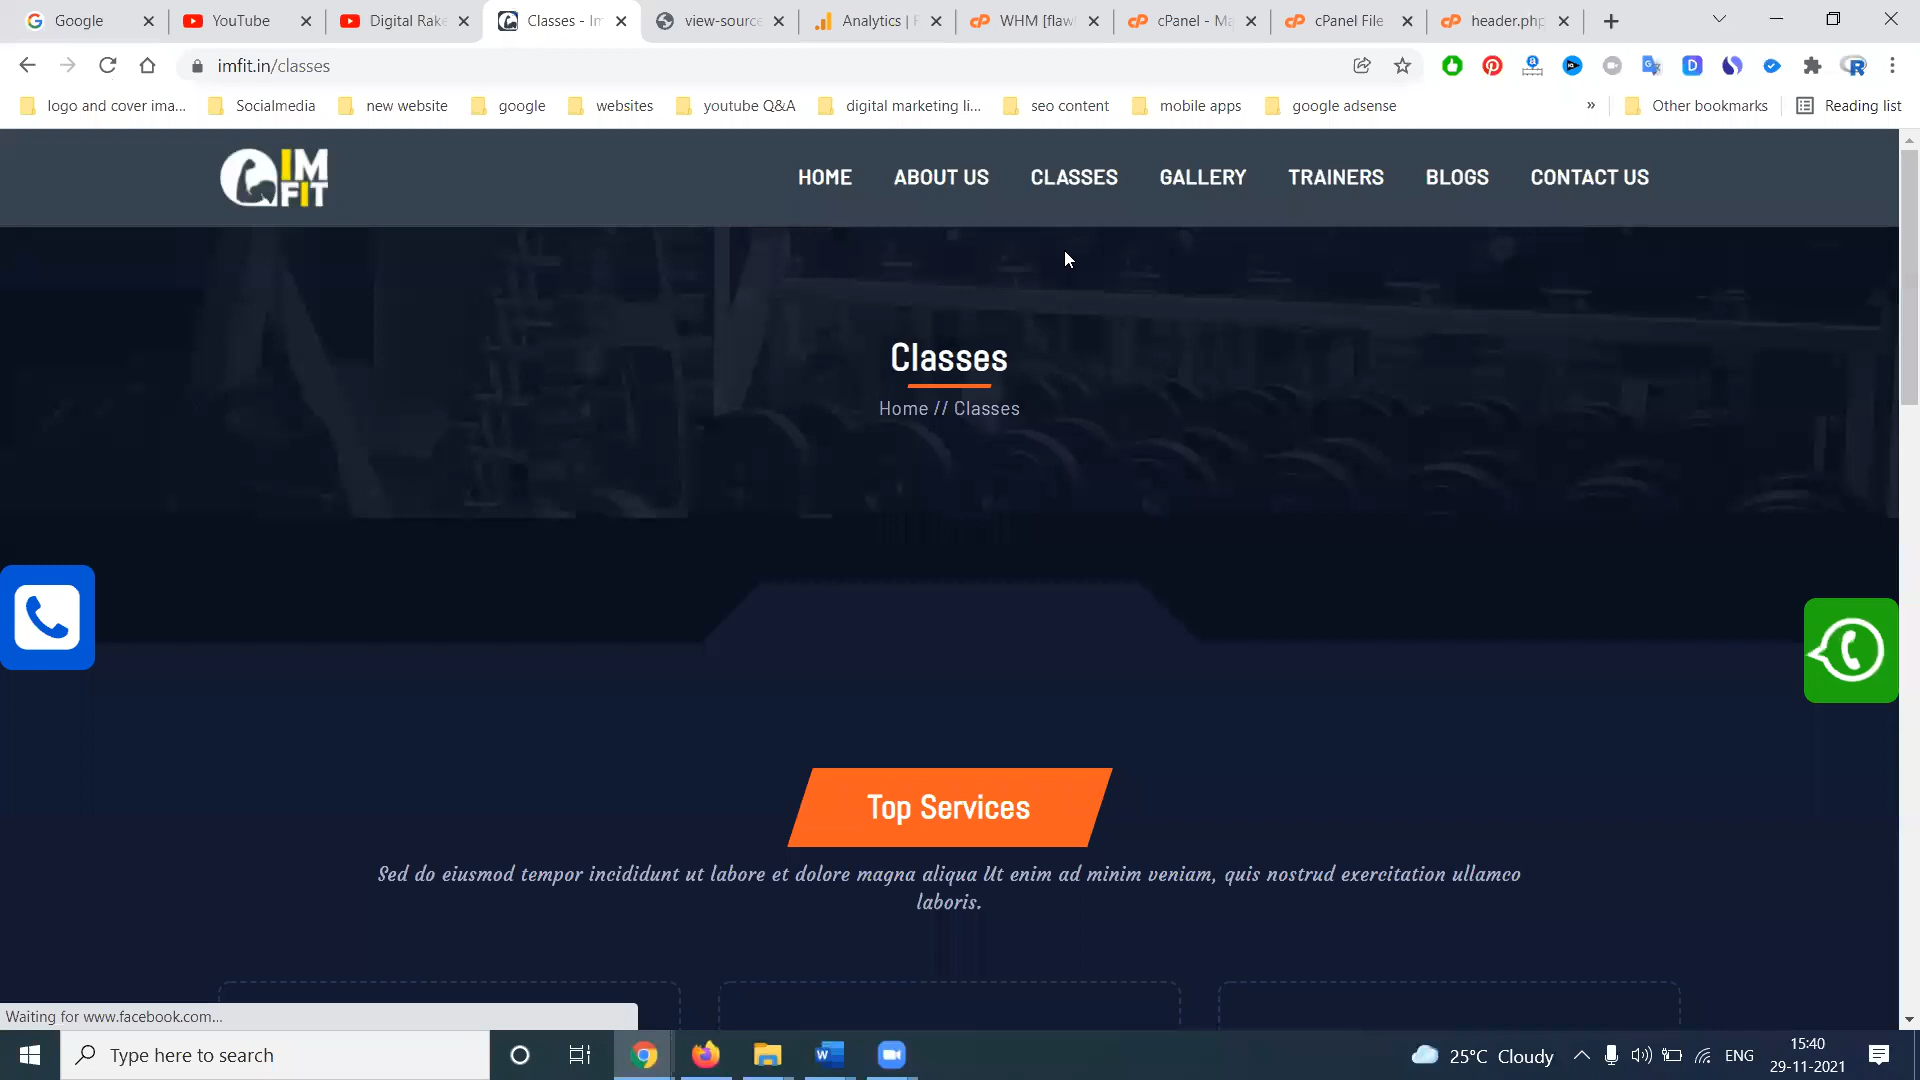 Google
YouTube
Digital Rake
Classes - Im
view-source
Analytics | F
WHM [flaw
cPanel - Ma
cPanel File
header.php
imfit.in/classes
logo and cover ima...
Socialmedia
new website
google
websites
youtube Q&A
digital marketing li...
seo content
mobile apps
google adsense
»
Other bookmarks
Reading list
IM
FIT
HOME
ABOUT US
CLASSES
GALLERY
TRAINERS
BLOGS
CONTACT US
Classes
Home // Classes
Top Services
Sed do eiusmod tempor incididunt ut labore et dolore magna aliqua Ut enim ad minim veniam, quis nostrud exercitation ullamco
laboris.
Waiting for www.facebook.com...
Type here to search
25°C Cloudy
ENG
15:40
29-11-2021